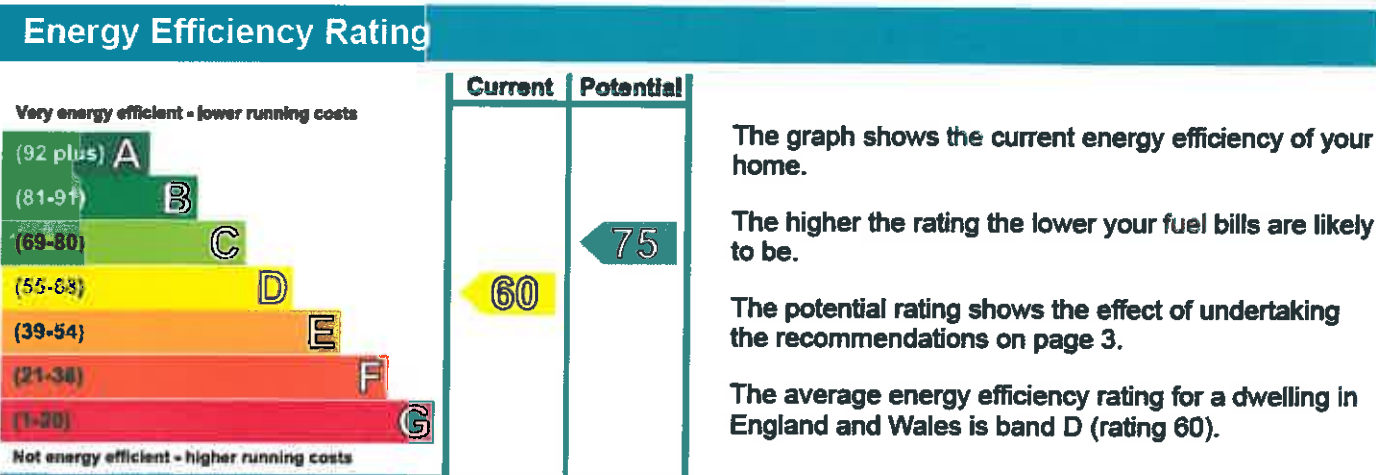 Energy Efficiency Rating
Current Potential
Very energy efficient - lower running costs
(92 plus) A
(81-91) B
(69-80) C
75
(55-68) D
60
(39-54) E
(21-38) F
(1-20) G
Not energy efficient - higher running costs
The graph shows the current energy efficiency of your
home.
The higher the rating the lower your fuel bills are likely
to be.
The potential rating shows the effect of undertaking
the recommendations on page 3.
The average energy efficiency rating for a dwelling in
England and Wales is band D (rating 60).